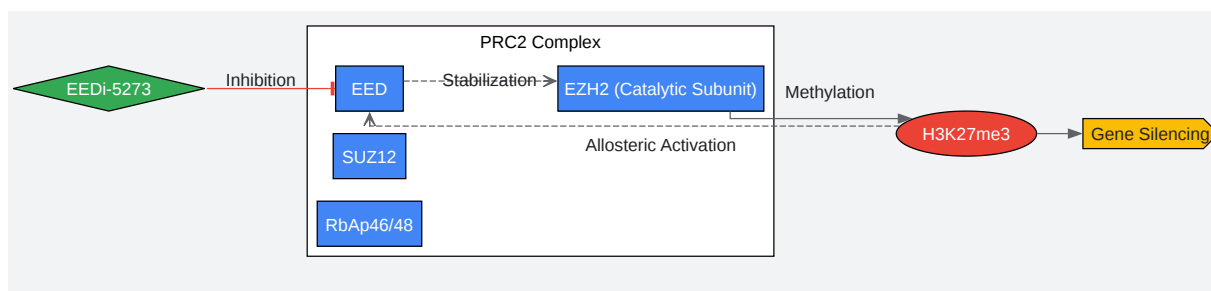 PRC2 Complex
EEDi-5273
Inhibition
EED
Stabilization
EZH2 (Catalytic Subunit)
Methylation
SUZ12
Allosteric Activation
H3K27me3
Gene Silencing
RbAp46/48